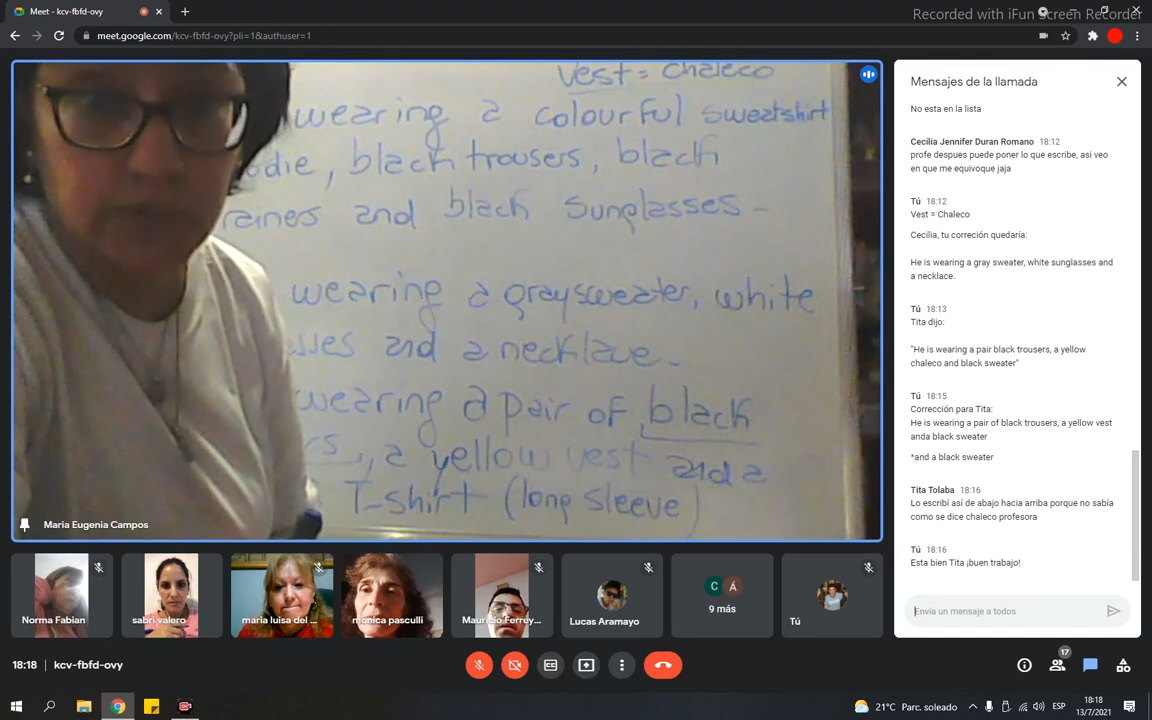 Meet - kcv-fbfd-ovy
Recorded with iFun Screen Recorder
meet.google.com/kcv-fbfd-ovy?pli=1&authuser=1
Vest = Chaleco
wearing a colourful sweatshirt
odie, black trousers, black
rainers and black sunglasses -
wearing a gray sweater, white
sses and a necklace.
wearing a pair of black
rs, a yellow vest and a
T-shirt (long sleeve)
Maria Eugenia Campos
Norma Fabian
sabri valero
maria luisa del ...
monica pasculli
Mauricio Ferrey...
Lucas Aramayo
C Á
9 más
Tú
Mensajes de la llamada
No esta en la lista
Cecilia Jennifer Duran Romano 18:12
profe despues puede poner lo que escribe, asi veo
en que me equivoque jaja
Tú 18:12
Vest = Chaleco
Cecilia, tu correción quedaría:
He is wearing a gray sweater, white sunglasses and
a necklace.
Tú 18:13
Tita dijo:
"He is wearing a pair black trousers, a yellow
chaleco and black sweater"
Tú 18:15
Corrección para Tita:
He is wearing a pair of black trousers, a yellow vest
anda black sweater
*and a black sweater
Tita Tolaba 18:16
Lo escribí así de abajo hacia arriba porque no sabía
como se dice chaleco profesora
Tú 18:16
Esta bien Tita ¡buen trabajo!
Envía un mensaje a todos
18:18 kcv-fbfd-ovy
17
21°C Parc. soleado
ESP
18:18
13/7/2021